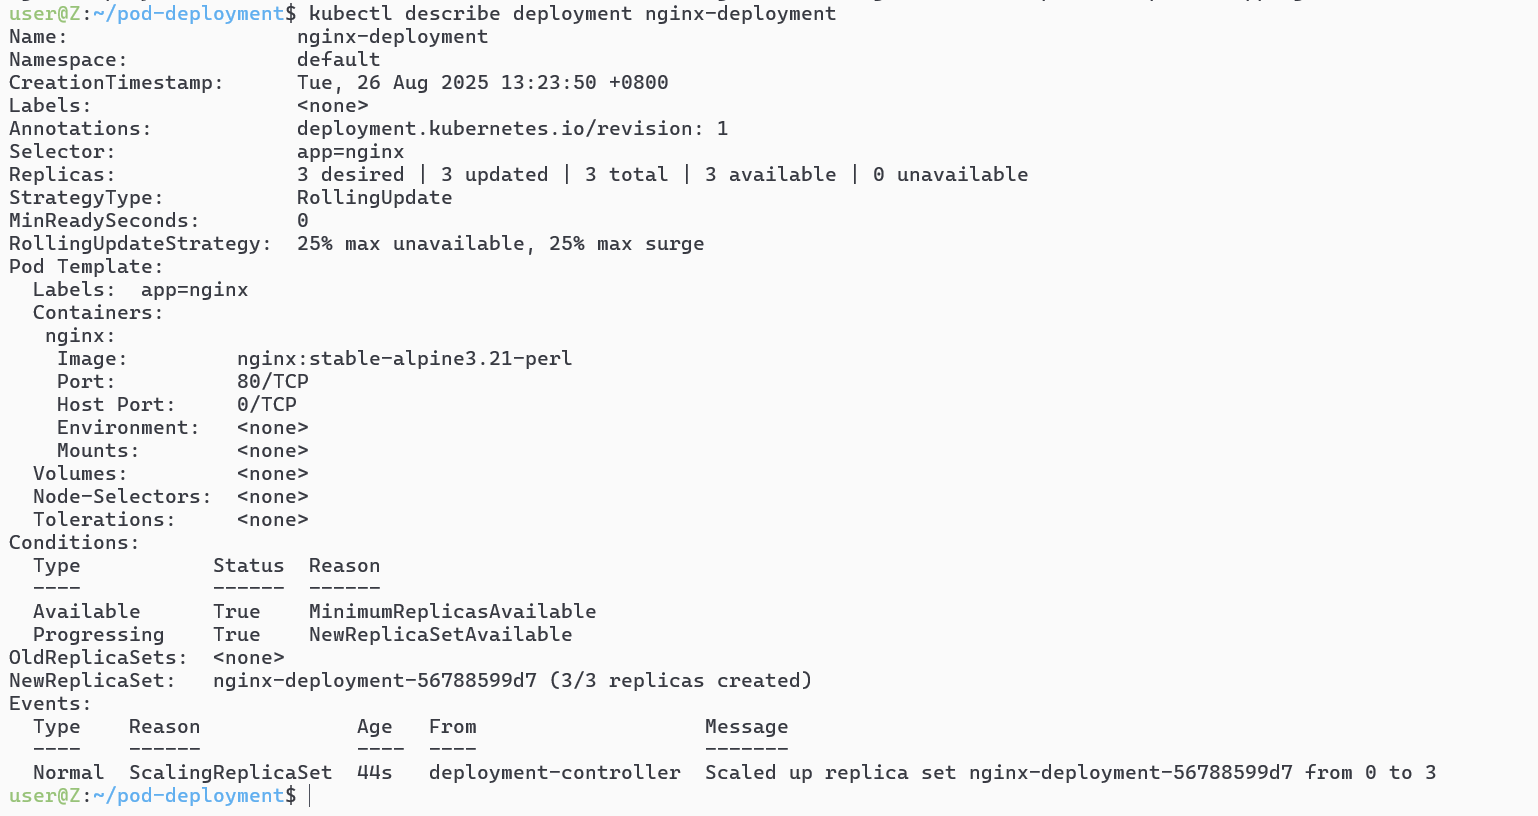 user@Z:~/pod-deployment$ kubectl describe deployment nginx-deployment
Name:                   nginx-deployment
Namespace:              default
CreationTimestamp:      Tue, 26 Aug 2025 13:23:50 +0800
Labels:                 <none>
Annotations:            deployment.kubernetes.io/revision: 1
Selector:               app=nginx
Replicas:               3 desired | 3 updated | 3 total | 3 available | 0 unavailable
StrategyType:           RollingUpdate
MinReadySeconds:        0
RollingUpdateStrategy:  25% max unavailable, 25% max surge
Pod Template:
  Labels:  app=nginx
  Containers:
   nginx:
    Image:         nginx:stable-alpine3.21-perl
    Port:          80/TCP
    Host Port:     0/TCP
    Environment:   <none>
    Mounts:        <none>
  Volumes:         <none>
  Node-Selectors:  <none>
  Tolerations:     <none>
Conditions:
  Type           Status  Reason
  ----           ------  ------
  Available      True    MinimumReplicasAvailable
  Progressing    True    NewReplicaSetAvailable
OldReplicaSets:  <none>
NewReplicaSet:   nginx-deployment-56788599d7 (3/3 replicas created)
Events:
  Type    Reason             Age   From                   Message
  ----    ------             ----  ----                   -------
  Normal  ScalingReplicaSet  44s   deployment-controller  Scaled up replica set nginx-deployment-56788599d7 from 0 to 3
user@Z:~/pod-deployment$